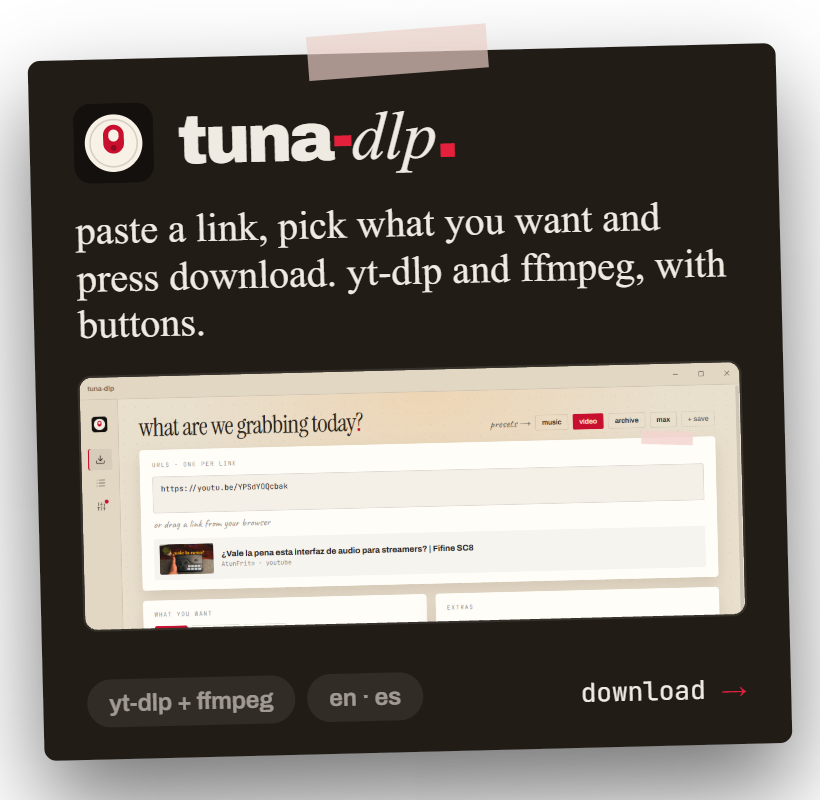 tuna-dlp.
paste a link, pick what you want and
press download. yt-dlp and ffmpeg, with
buttons.
tuna-dlp
what are we grabbing today?
presets → music video archive max + save
URLS · ONE PER LINK
https://youtu.be/YPSdYOQcbak
or drag a link from your browser
¿Vale la pena esta interfaz de audio para streamers? | Fifine SC8
AtunFrito · youtube
WHAT YOU WANT
EXTRAS
yt-dlp + ffmpeg
en · es
download →